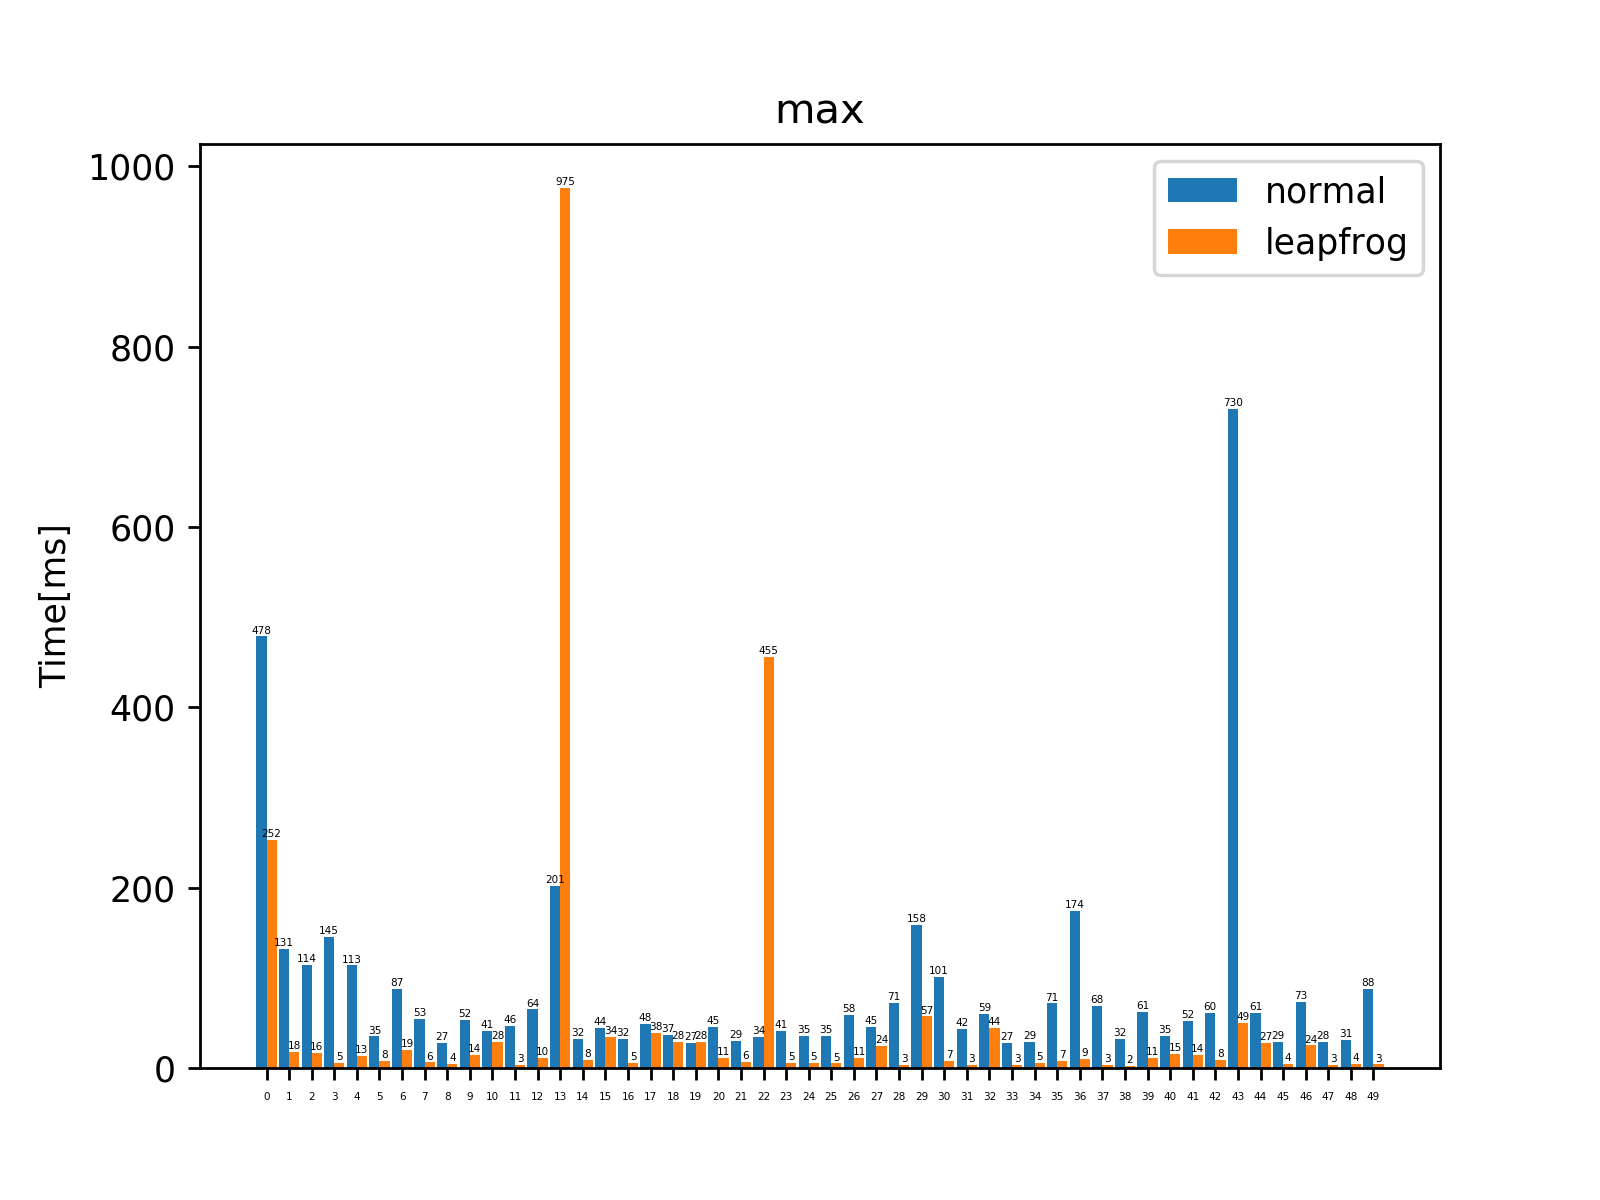 max
normal
leapfrog
Time[ms]
1000
800
600
400
200
0
478 252 131 18 114 16 145 5 113 13 35 8 87 19 53 6 27 4 52 14 41 28 46 3 64 10 201 975 32 8 44 34 32 5 48 38 37 28 27 28 45 11 29 6 34 455 41 5 35 5 35 5 58 11 45 24 71 3 158 57 101 7 42 3 59 44 27 3 29 5 71 7 174 9 68 3 32 2 61 11 35 15 52 14 60 8 730 49 61 27 29 4 73 24 28 3 31 4 88 3
0 1 2 3 4 5 6 7 8 9 10 11 12 13 14 15 16 17 18 19 20 21 22 23 24 25 26 27 28 29 30 31 32 33 34 35 36 37 38 39 40 41 42 43 44 45 46 47 48 49